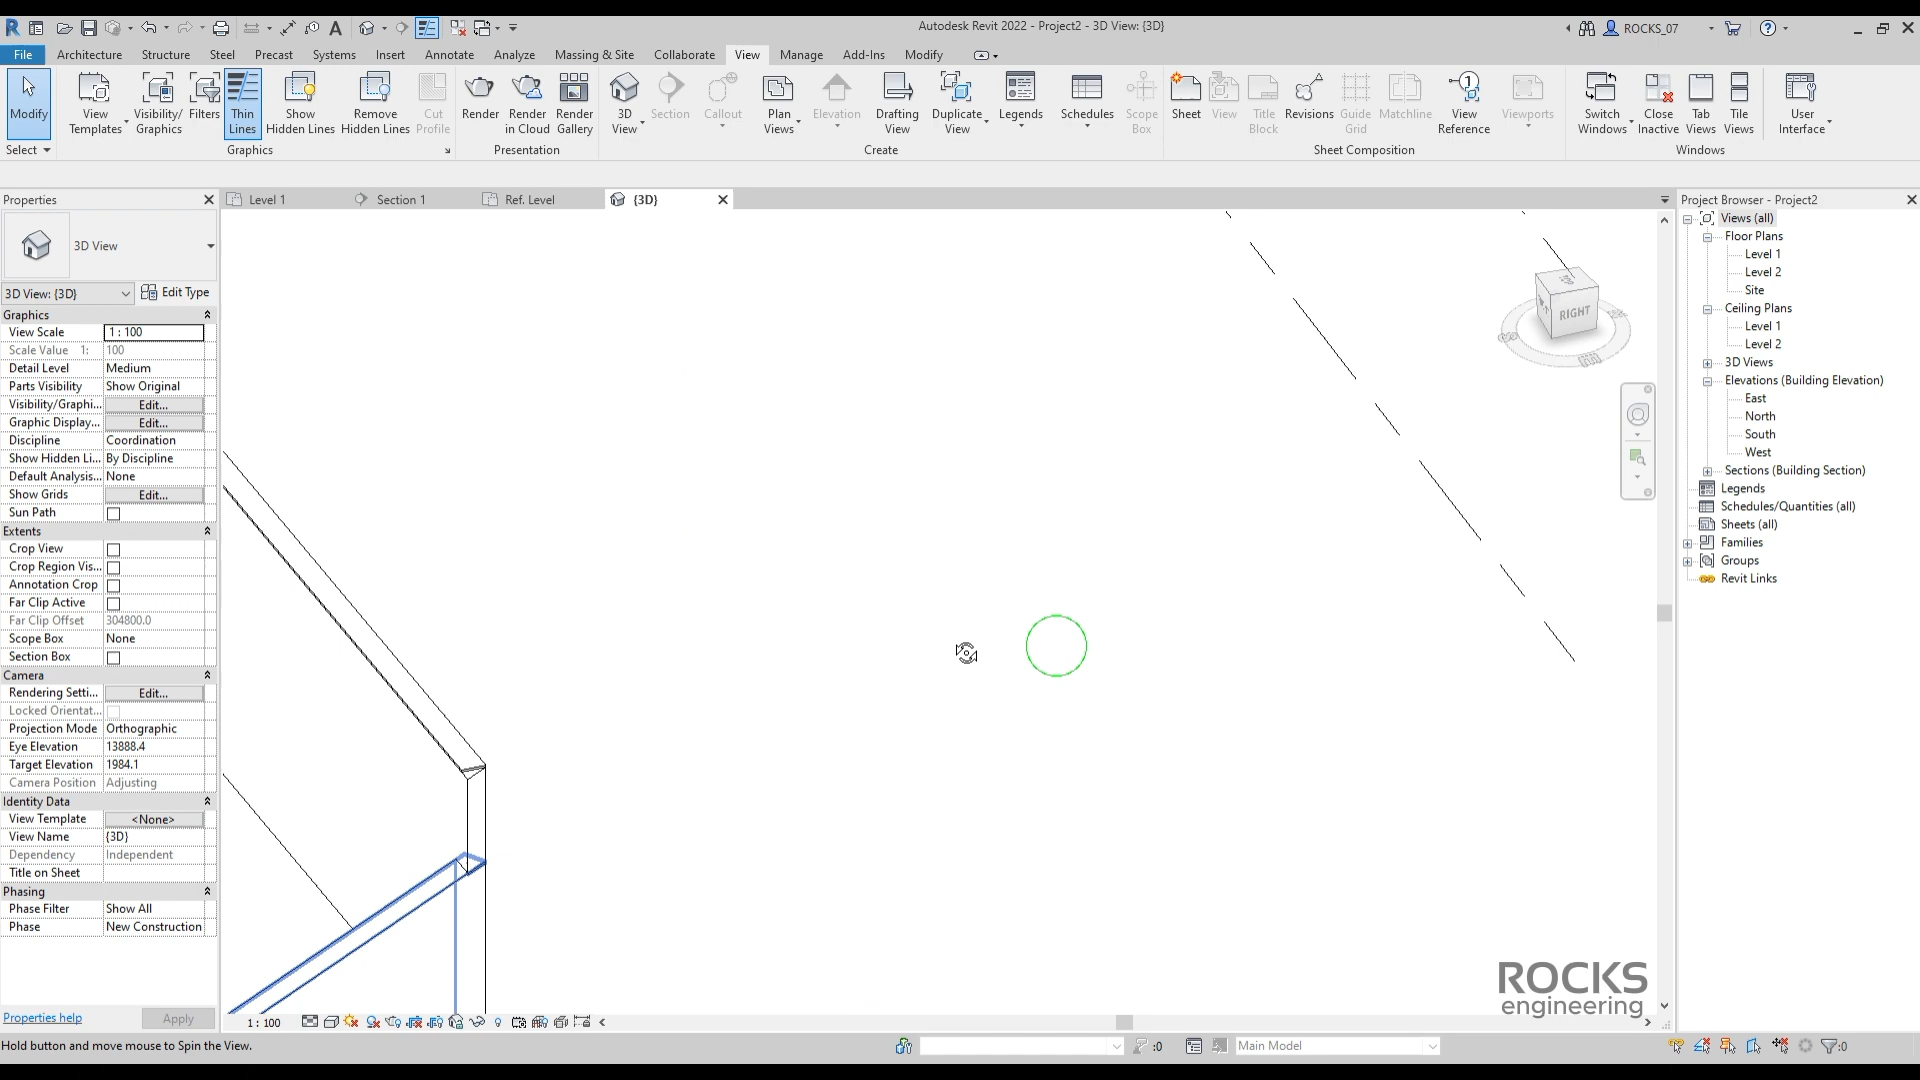 Autodesk Revit 2022 - Project2 - 3D View: {3D}
ROCKS_07
File Architecture Structure Steel Precast Systems Insert Annotate Analyze Massing & Site Collaborate View Manage Add-Ins Modify
Modify
View Templates
Visibility/ Graphics
Filters
Thin Lines
Show Hidden Lines
Remove Hidden Lines
Cut Profile
Render
Render in Cloud
Render Gallery
3D View
Section
Callout
Plan Views
Elevation
Drafting View
Duplicate View
Legends
Schedules
Scope Box
Sheet
View
Title Block
Revisions
Guide Grid
Matchline
View Reference
Viewports
Switch Windows
Close Inactive
Tab Views
Tile Views
User Interface
Select Graphics Presentation Create Sheet Composition Windows
Properties
Level 1 Section 1 Ref. Level {3D}
Project Browser - Project2
3D View
3D View: {3D} Edit Type
Graphics
View Scale 1 : 100
Scale Value 1: 100
Detail Level Medium
Parts Visibility Show Original
Visibility/Graphi... Edit...
Graphic Display... Edit...
Discipline Coordination
Show Hidden Li... By Discipline
Default Analysis... None
Show Grids Edit...
Sun Path
Extents
Crop View
Crop Region Vis...
Annotation Crop
Far Clip Active
Far Clip Offset 304800.0
Scope Box None
Section Box
Camera
Rendering Setti... Edit...
Locked Orientat...
Projection Mode Orthographic
Eye Elevation 13888.4
Target Elevation 1984.1
Camera Position Adjusting
Identity Data
View Template <None>
View Name {3D}
Dependency Independent
Title on Sheet
Phasing
Phase Filter Show All
Phase New Construction
Properties help Apply
RIGHT
Views (all)
Floor Plans
Level 1
Level 2
Site
Ceiling Plans
Level 1
Level 2
3D Views
Elevations (Building Elevation)
East
North
South
West
Sections (Building Section)
Legends
Schedules/Quantities (all)
Sheets (all)
Families
Groups
Revit Links
ROCKS
engineering
1 : 100
Hold button and move mouse to Spin the View.
:0
Main Model
:0